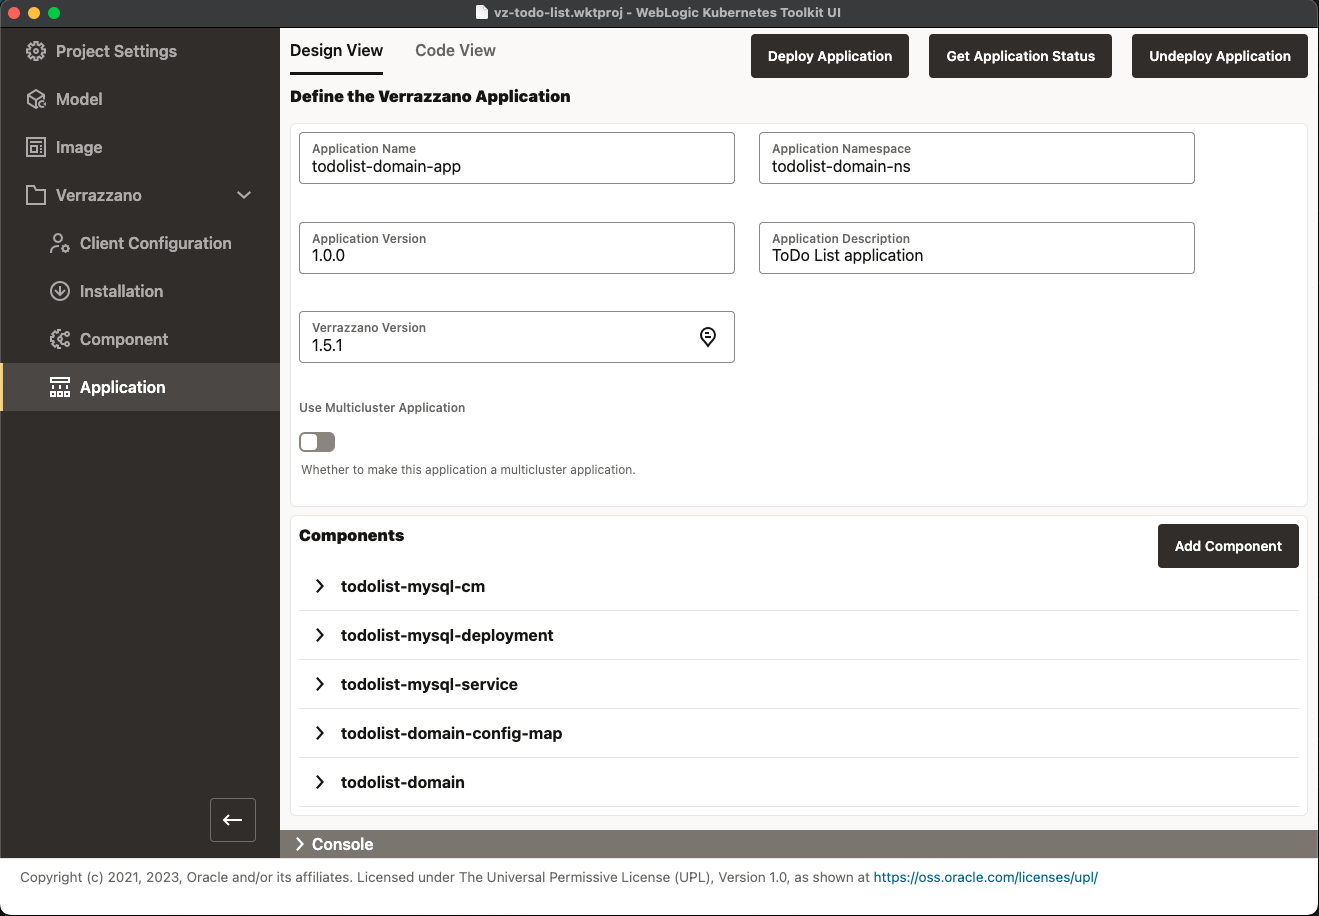 vz-todo-list.wktproj - WebLogic Kubernetes Toolkit UI
Project Settings
Model
Image
Verrazzano
Client Configuration
Installation
Component
Application
Design View
Code View
Deploy Application
Get Application Status
Undeploy Application
Define the Verrazzano Application
Application Name
todolist-domain-app
Application Namespace
todolist-domain-ns
Application Version
1.0.0
Application Description
ToDo List application
Verrazzano Version
1.5.1
Use Multicluster Application
Whether to make this application a multicluster application.
Components
Add Component
todolist-mysql-cm
todolist-mysql-deployment
todolist-mysql-service
todolist-domain-config-map
todolist-domain
Console
Copyright (c) 2021, 2023, Oracle and/or its affiliates. Licensed under The Universal Permissive License (UPL), Version 1.0, as shown at https://oss.oracle.com/licenses/upl/